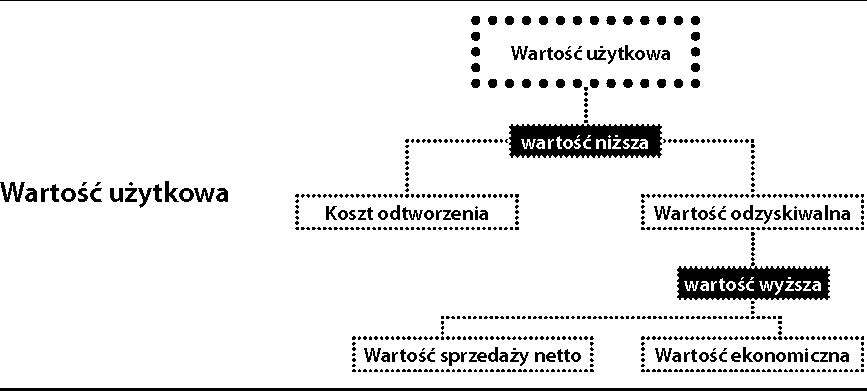 Wartość użytkowa
wartość niższa
Wartość użytkowa
Koszt odtworzenia
Wartość odzyskiwalna
wartość wyższa
Wartość sprzedaży netto
Wartość ekonomiczna